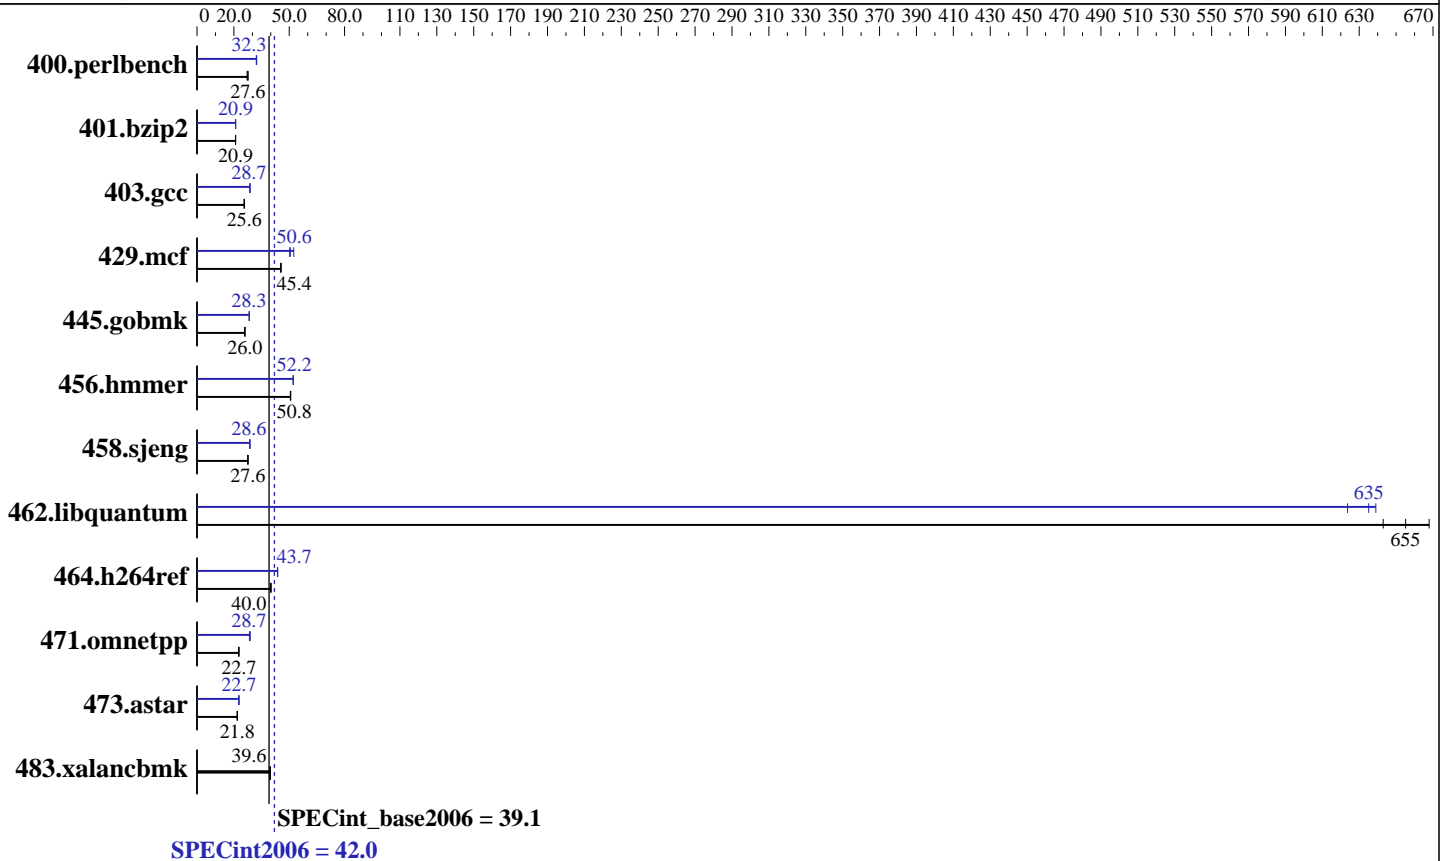 0 20.0 50.0 80.0 110 130 150 170 190 210 230 250 270 290 310 330 350 370 390 410 430 450 470 490 510 530 550 570 590 610 630 670
32.3
400.perlbench
27.6
20.9
401.bzip2
20.9
28.7
403.gcc
25.6
50.6
429.mcf
45.4
28.3
445.gobmk
26.0
52.2
456.hmmer
50.8
28.6
458.sjeng
27.6
635
462.libquantum
655
43.7
464.h264ref
40.0
28.7
471.omnetpp
22.7
22.7
473.astar
21.8
39.6
483.xalancbmk
SPECint_base2006 = 39.1
SPECint2006 = 42.0